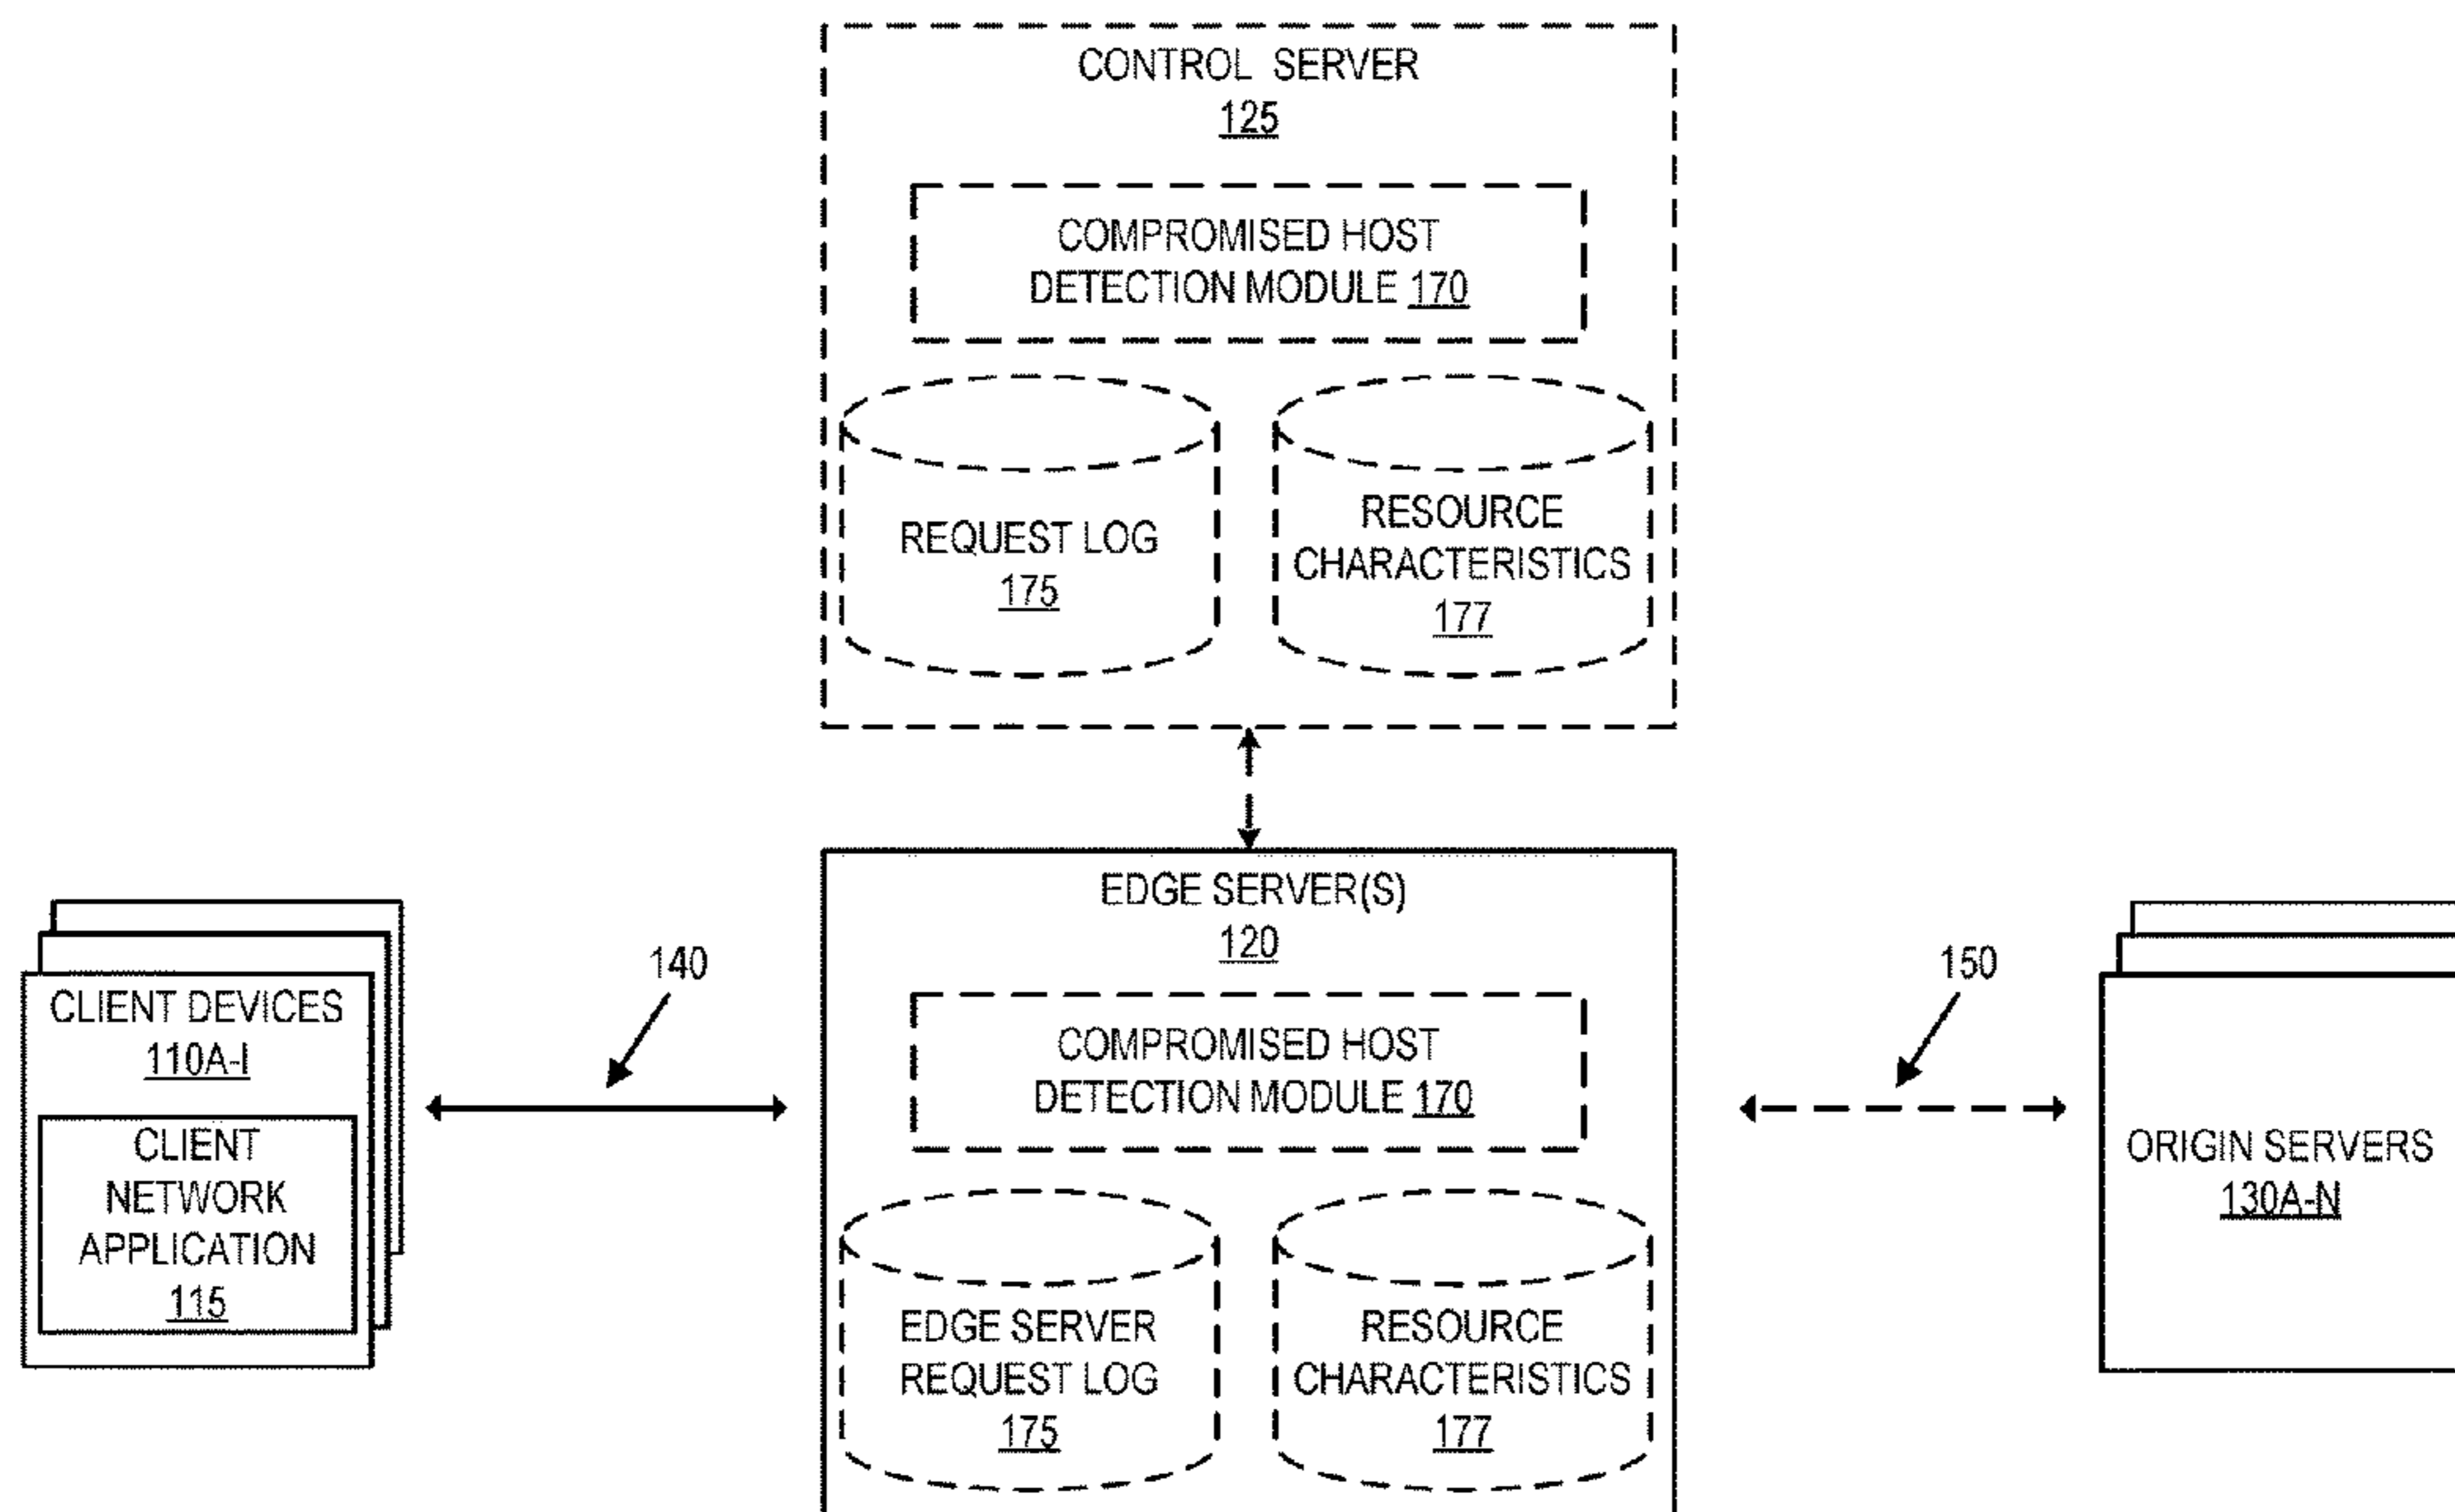 CONTROL SERVER
125
COMPROMISED HOST
DETECTION MODULE 170
REQUEST LOG
175
RESOURCE
CHARACTERISTICS
177
EDGE SERVER(S)
120
COMPROMISED HOST
DETECTION MODULE 170
EDGE SERVER
REQUEST LOG
175
RESOURCE
CHARACTERISTICS
177
CLIENT DEVICES
110A-I
CLIENT
NETWORK
APPLICATION
115
140
150
ORIGIN SERVERS
130A-N